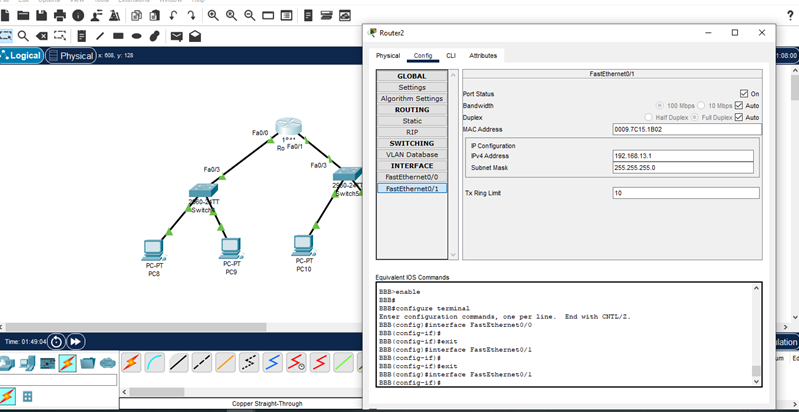 Router2
Logical
Physical
x: 608, y: 128
1:08:00
Physical
Config
CLI
Attributes
GLOBAL
Settings
Algorithm Settings
ROUTING
Static
RIP
SWITCHING
VLAN Database
INTERFACE
FastEthernet0/0
FastEthernet0/1
FastEthernet0/1
Port Status
On
Bandwidth
100 Mbps
10 Mbps
Auto
Duplex
Half Duplex
Full Duplex
Auto
MAC Address
0009.7C15.1B02
IP Configuration
IPv4 Address
192.168.13.1
Subnet Mask
255.255.255.0
Tx Ring Limit
10
Fa0/0
Ro
Fa0/1
Fa0/3
Fa0/3
2960-24TT
PC-PT
PC8
PC-PT
PC9
PC-PT
PC10
Equivalent IOS Commands
BBB>enable
BBB#
BBB#configure terminal
Enter configuration commands, one per line. End with CNTL/Z.
BBB(config)#interface FastEthernet0/0
BBB(config-if)#
BBB(config-if)#exit
BBB(config)#interface FastEthernet0/1
BBB(config-if)#
BBB(config-if)#exit
BBB(config)#interface FastEthernet0/1
BBB(config-if)#
Time: 01:49:04
Copper Straight-Through